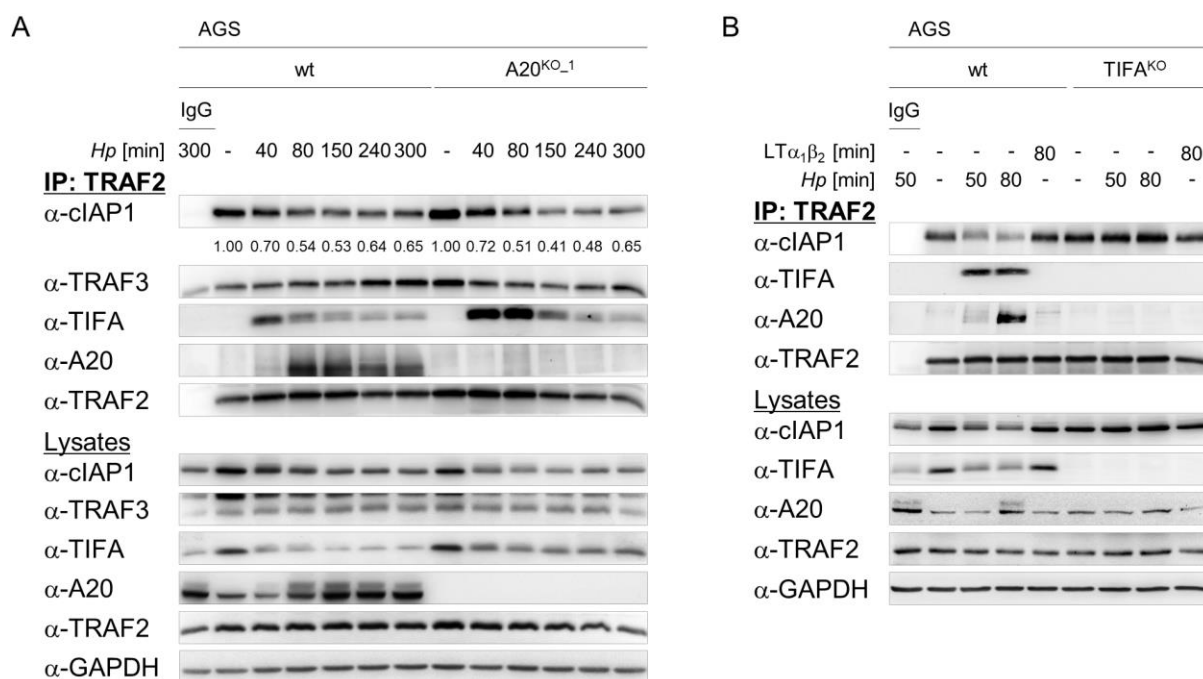 A
AGS
wt A20KO_1
IgG
Hp [min] 300 - 40 80 150 240 300 - 40 80 150 240 300
IP: TRAF2
α-cIAP1
1.00 0.70 0.54 0.53 0.64 0.65 1.00 0.72 0.51 0.41 0.48 0.65
α-TRAF3
α-TIFA
α-A20
α-TRAF2
Lysates
α-cIAP1
α-TRAF3
α-TIFA
α-A20
α-TRAF2
α-GAPDH
B
AGS
wt TIFAKO
IgG
LTα1β2 [min] - - - - 80 - - - 80
Hp [min] 50 - 50 80 - - 50 80 -
IP: TRAF2
α-cIAP1
α-TIFA
α-A20
α-TRAF2
Lysates
α-cIAP1
α-TIFA
α-A20
α-TRAF2
α-GAPDH